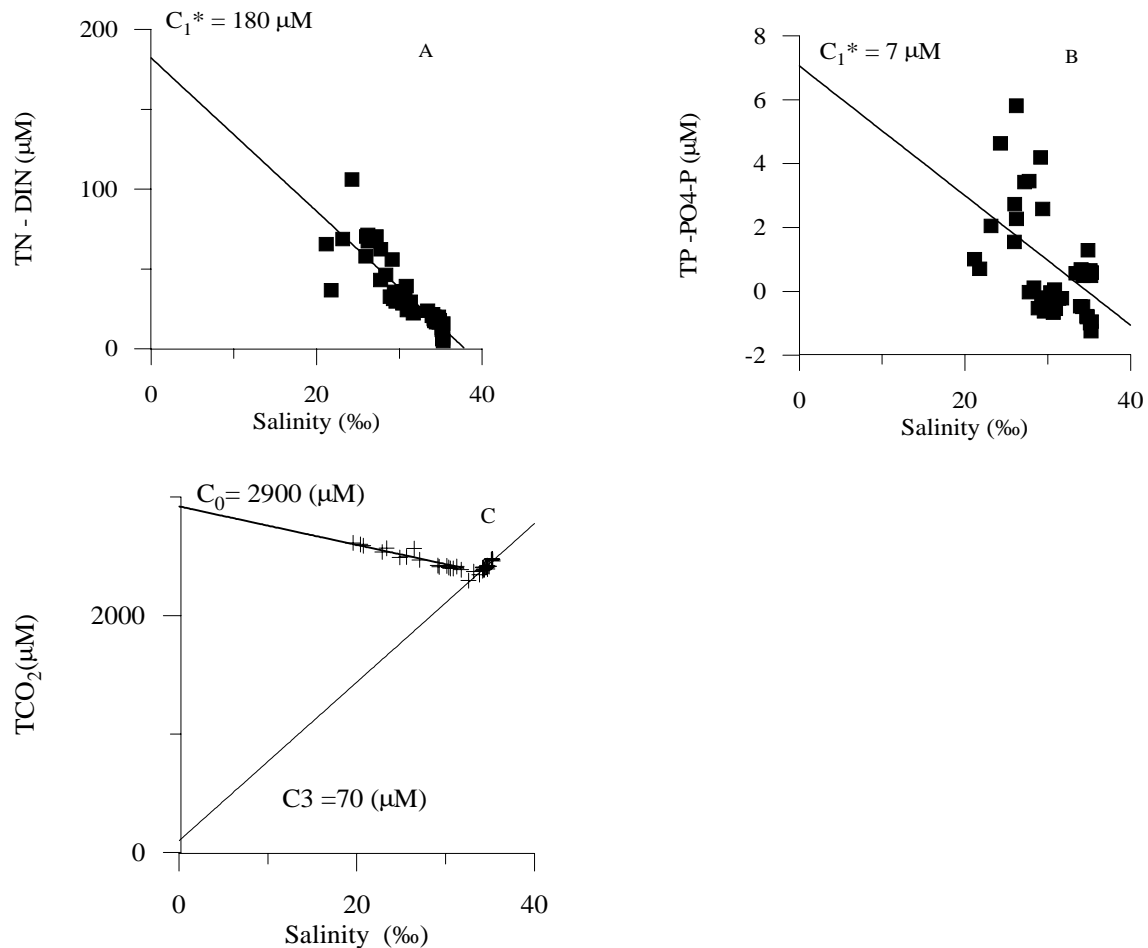 C1* = 180 μM
A
200
100
0
TN - DIN (μM)
0 20 40
Salinity (‰)
C1* = 7 μM
B
8
6
4
2
0
-2
TP -PO4-P (μM)
0 20 40
Salinity (‰)
C0= 2900 (μM)
C
2000
0
TCO2(μM)
C3 =70 (μM)
0 20 40
Salinity (‰)